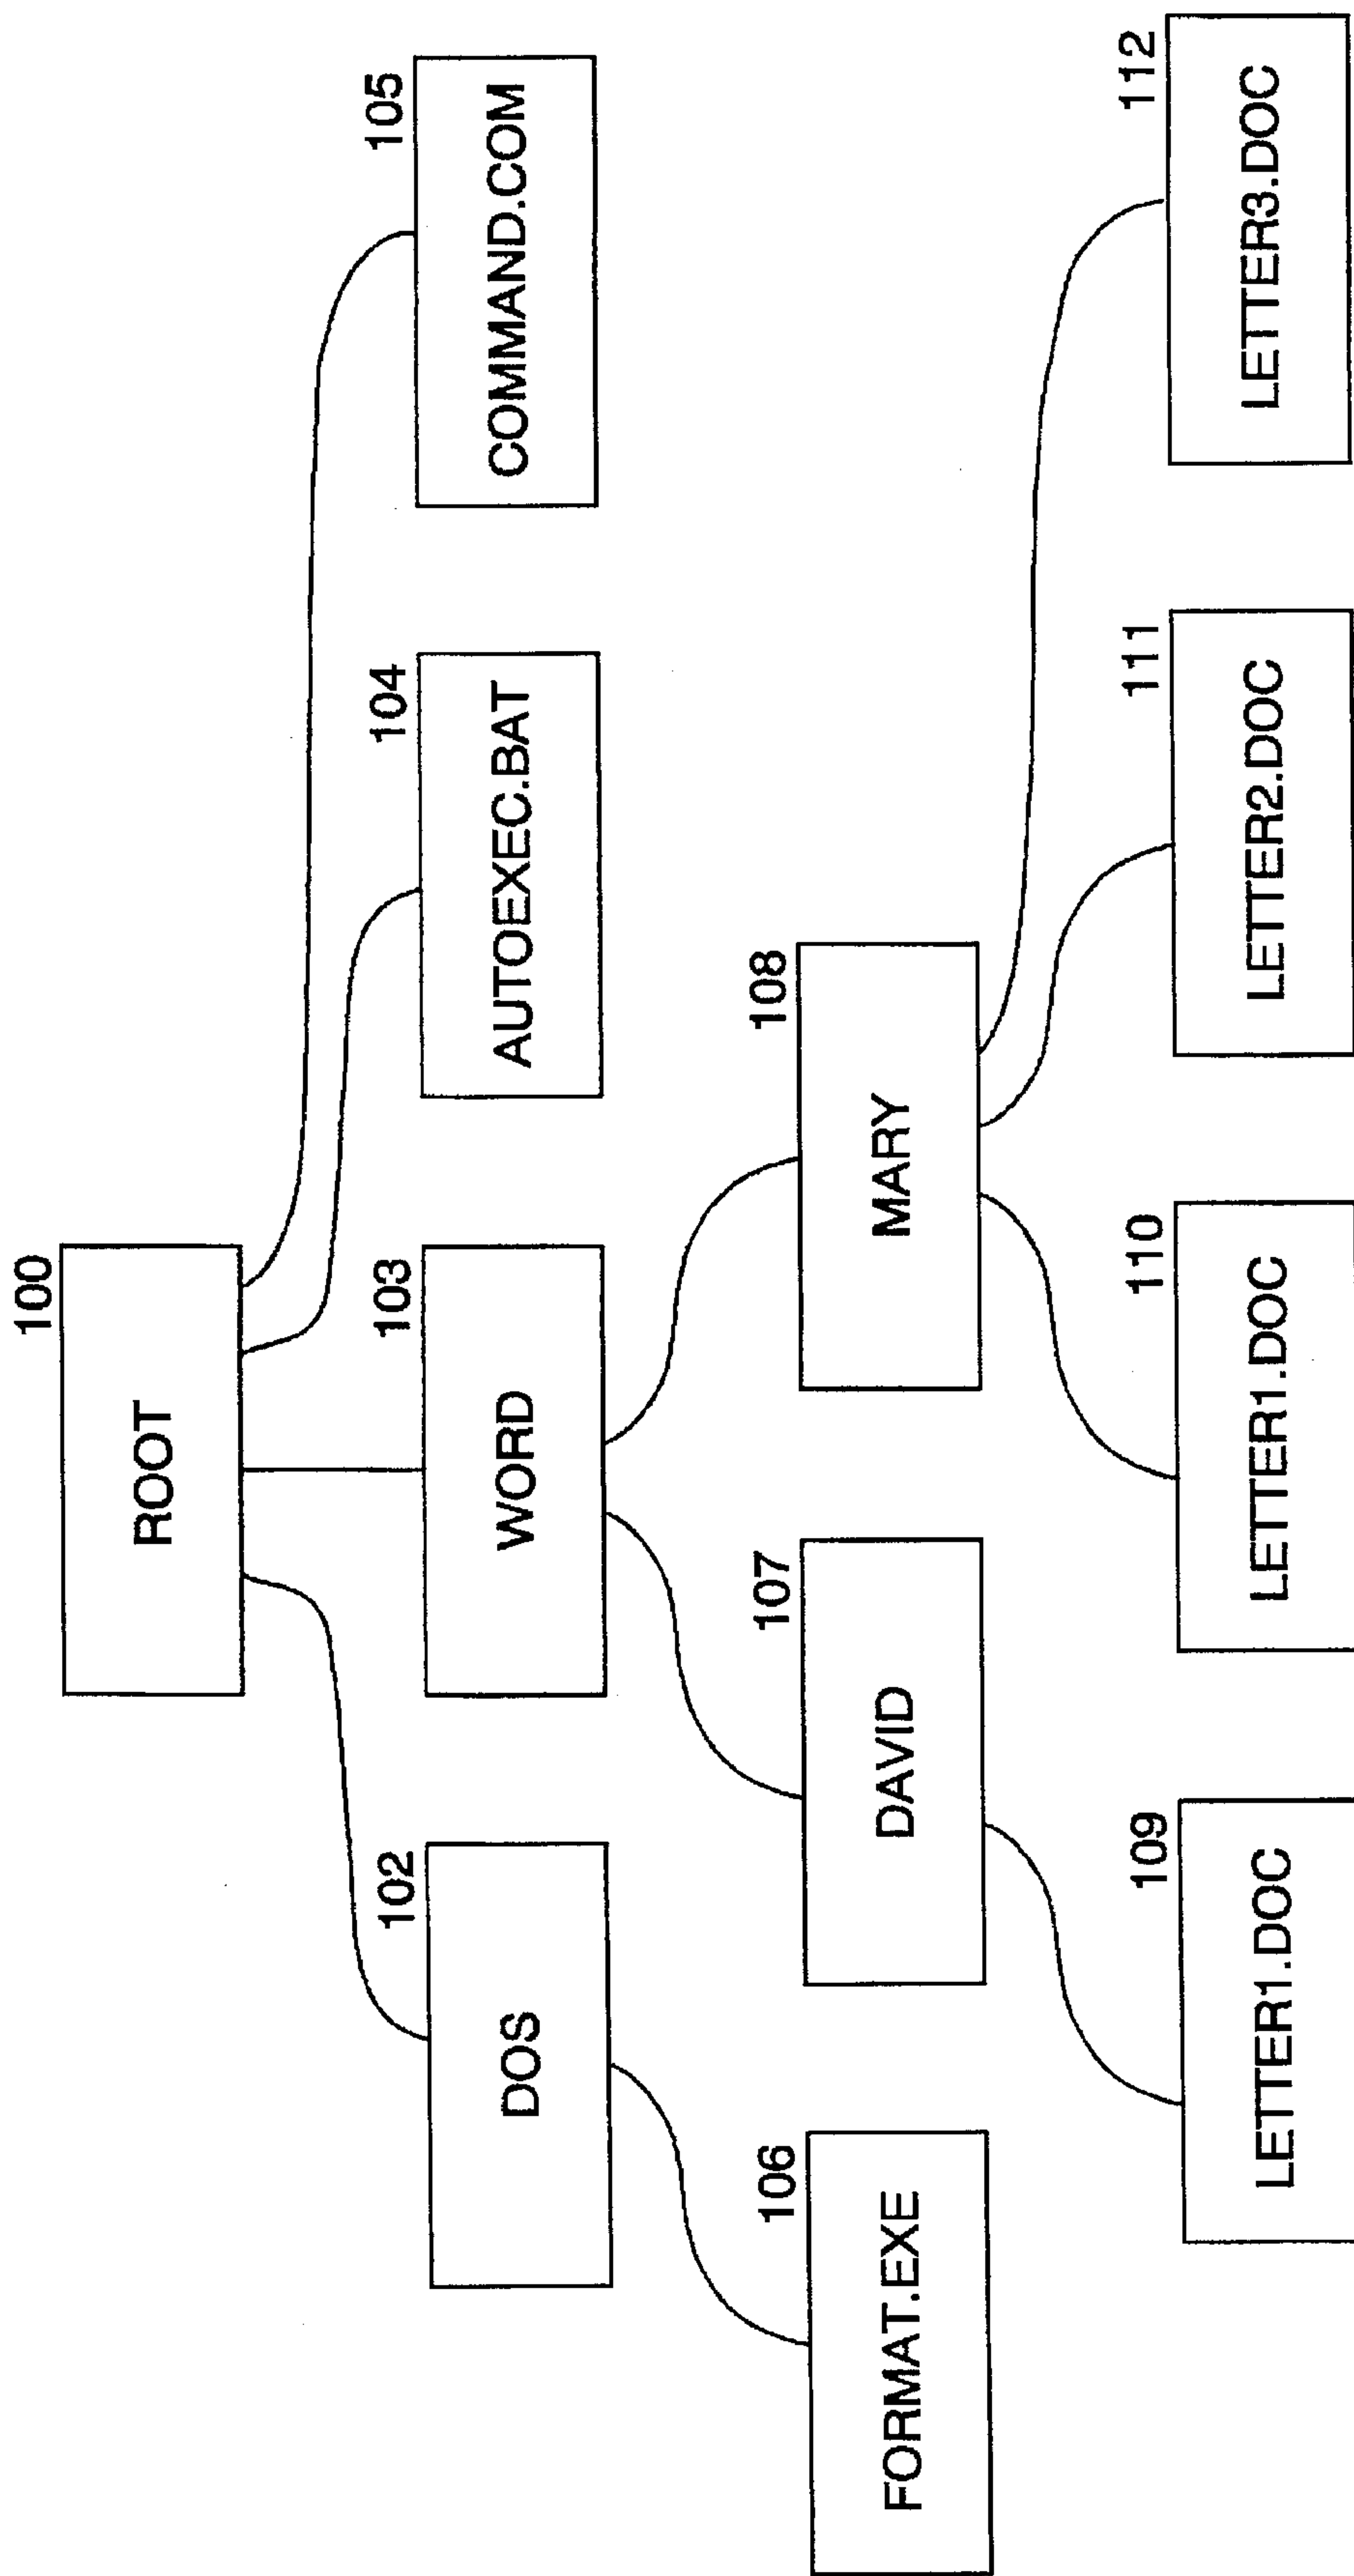 100
ROOT
102
DOS
103
WORD
104
AUTOEXEC.BAT
105
COMMAND.COM
106
FORMAT.EXE
107
DAVID
108
MARY
109
LETTER1.DOC
110
LETTER1.DOC
111
LETTER2.DOC
112
LETTER3.DOC